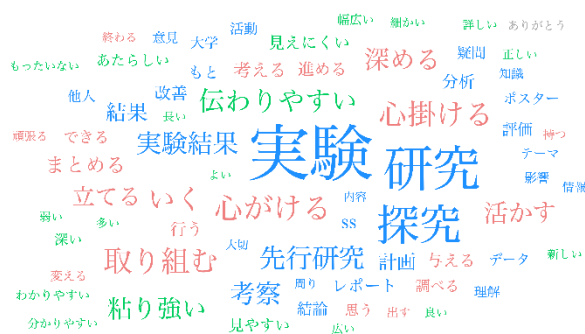 幅広い 細かい 詳しい ありがとう
終わる 意見 大学 活動 見えにくい
もったいない あたらしい もと 考える 進める 深める 疑問 正しい
他人 改善 伝わりやすい 分析 知識
結果 長い 心掛ける ポスター
頑張る できる 実験結果 実験 評価 持つ
まとめる 研究 テーマ
よい 影響
立てる いく 心がける 内容 情報
弱い 多い ss 探究 活かす
深い 行う
取り組む 大切 先行研究 計画 与える データ 新しい
変える 考察 周り レポート 調べる 理解
わかりやすい 粘り強い 結論 思う 出す 良い
分かりやすい 見やすい 広い